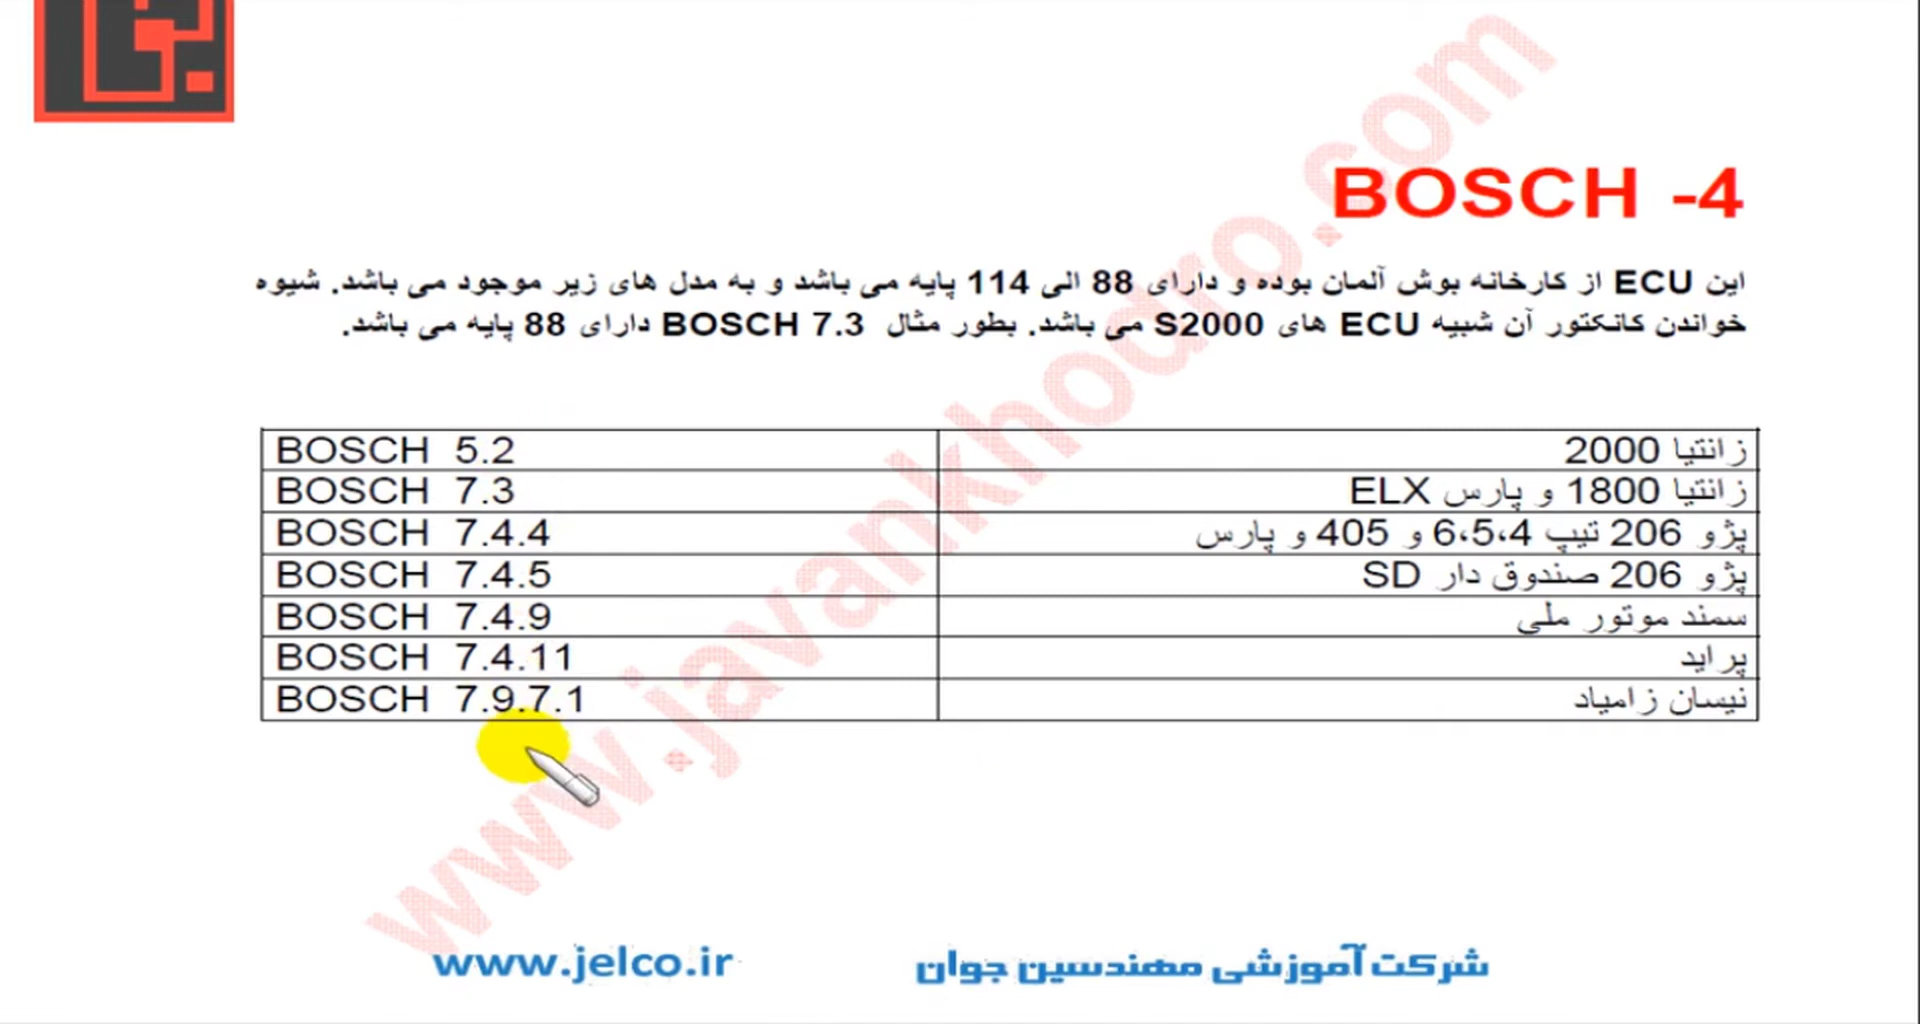 BOSCH -4
این ECU از کارخانه بوش آلمان بوده و دارای 88 الی 114 پایه می باشد و به مدل های زیر موجود می باشد. شیوه
خواندن کانکتور آن شبیه ECU های S2000 می باشد. بطور مثال BOSCH 7.3 دارای 88 پایه می باشد.
زانتیا 2000 BOSCH 5.2
زانتیا 1800 و پارس ELX BOSCH 7.3
پژو 206 تیپ 6،5،4 و 405 و پارس BOSCH 7.4.4
پژو 206 صندوق دار SD BOSCH 7.4.5
سمند موتور ملی BOSCH 7.4.9
پراید BOSCH 7.4.11
نیسان زامیاد BOSCH 7.9.7.1
www.javankhodro.com
شرکت آموزشی مهندسین جوان www.jelco.ir